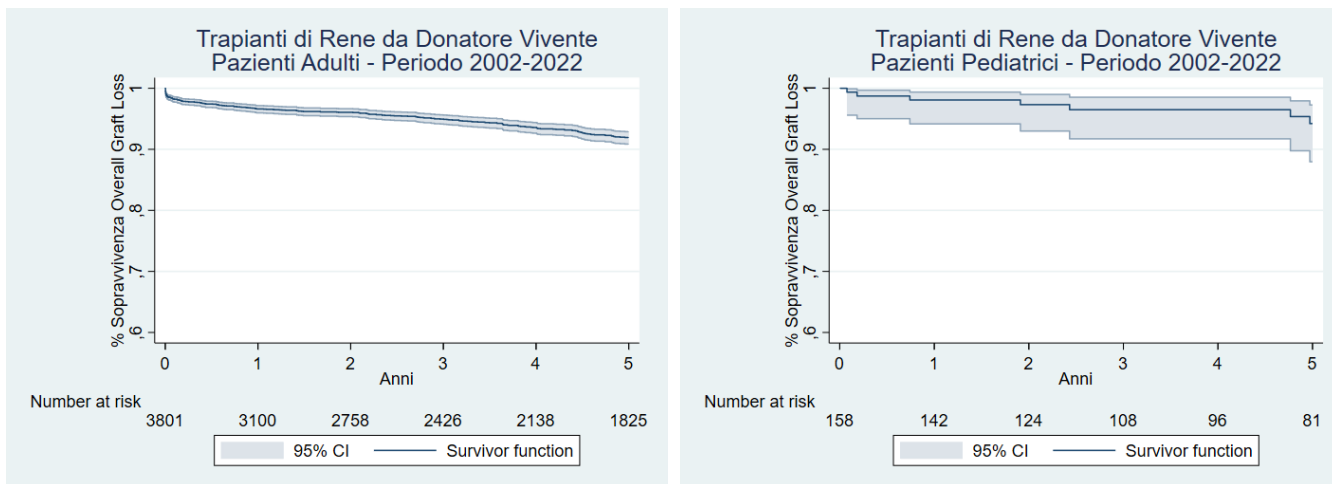 Trapianti di Rene da Donatore Vivente
Pazienti Adulti - Periodo 2002-2022
% Sopravvivenza Overall Graft Loss
1
,9
,8
,7
,6
0 1 2 3 4 5
Anni
Number at risk
3801 3100 2758 2426 2138 1825
95% CI Survivor function
Trapianti di Rene da Donatore Vivente
Pazienti Pediatrici - Periodo 2002-2022
% Sopravvivenza Overall Graft Loss
1
,9
,8
,7
,6
0 1 2 3 4 5
Anni
Number at risk
158 142 124 108 96 81
95% CI Survivor function